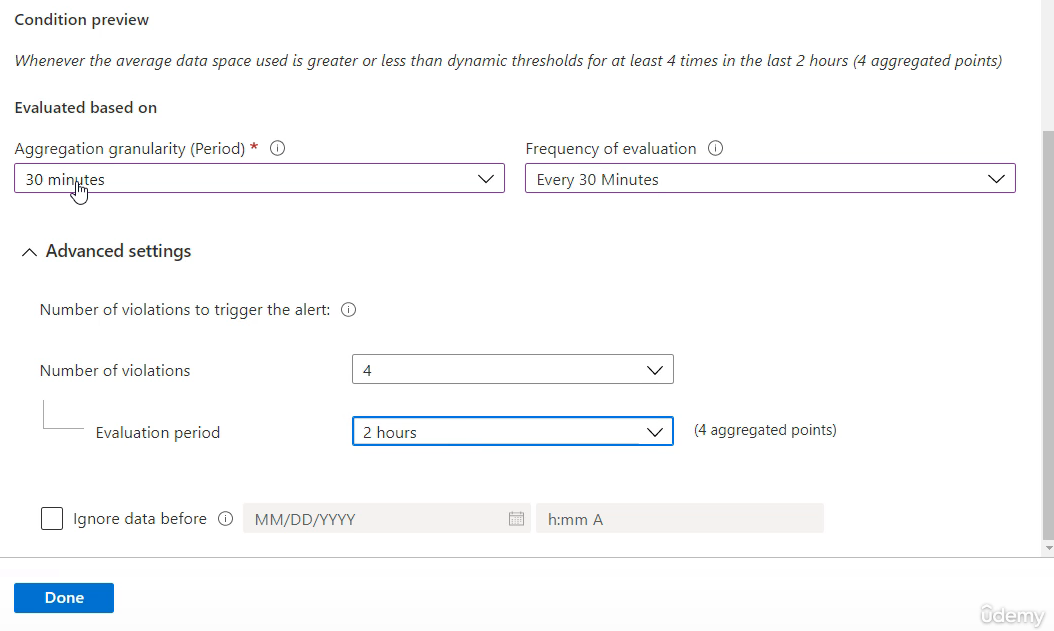 Condition preview
Whenever the average data space used is greater or less than dynamic thresholds for at least 4 times in the last 2 hours (4 aggregated points)
Evaluated based on
Aggregation granularity (Period) * Frequency of evaluation
30 minutes Every 30 Minutes
Advanced settings
Number of violations to trigger the alert:
Number of violations 4
Evaluation period 2 hours (4 aggregated points)
Ignore data before MM/DD/YYYY h:mm A
Done
ûdemy